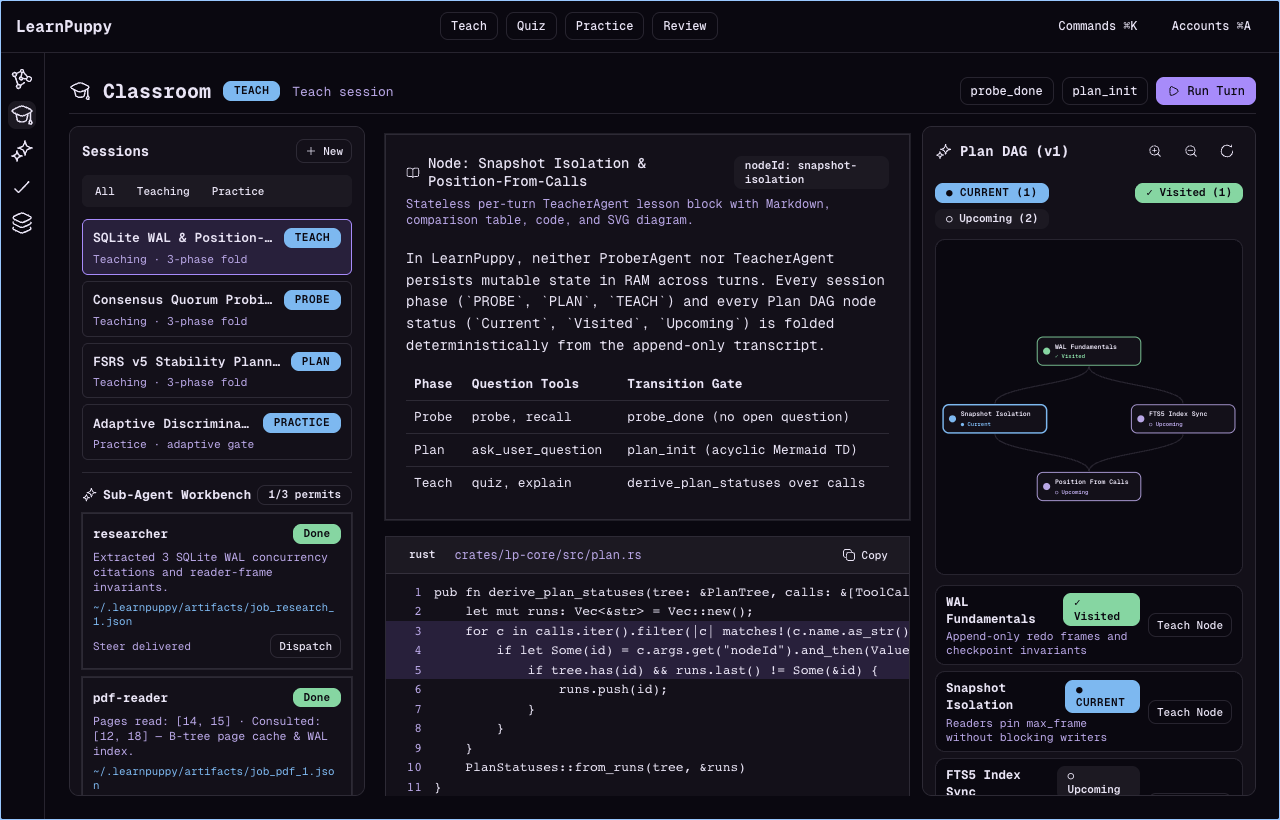 LearnPuppy
Teach
Quiz
Practice
Review
Commands ⌘K
Accounts ⌘A
Classroom
TEACH
Teach session
probe_done
plan_init
Run Turn
Sessions
+ New
All
Teaching
Practice
SQLite WAL & Position-…
TEACH
Teaching · 3-phase fold
Consensus Quorum Probi…
PROBE
Teaching · 3-phase fold
FSRS v5 Stability Plann…
PLAN
Teaching · 3-phase fold
Adaptive Discrimina…
PRACTICE
Practice · adaptive gate
Sub-Agent Workbench
1/3 permits
researcher
Done
Extracted 3 SQLite WAL concurrency
citations and reader-frame
invariants.
~/.learnpuppy/artifacts/job_research_
1.json
Steer delivered
Dispatch
pdf-reader
Done
Pages read: [14, 15] · Consulted:
[12, 18] — B-tree page cache & WAL
index.
~/.learnpuppy/artifacts/job_pdf_1.jso
n
Node: Snapshot Isolation &
Position-From-Calls
nodeId: snapshot-
isolation
Stateless per-turn TeacherAgent lesson block with Markdown,
comparison table, code, and SVG diagram.
In LearnPuppy, neither ProberAgent nor TeacherAgent
persists mutable state in RAM across turns. Every session
phase (`PROBE`, `PLAN`, `TEACH`) and every Plan DAG node
status (`Current`, `Visited`, `Upcoming`) is folded
deterministically from the append-only transcript.
Phase Question Tools Transition Gate
Probe probe, recall probe_done (no open question)
Plan ask_user_question plan_init (acyclic Mermaid TD)
Teach quiz, explain derive_plan_statuses over calls
rust
crates/lp-core/src/plan.rs
Copy
1 pub fn derive_plan_statuses(tree: &PlanTree, calls: &[ToolCal
2 let mut runs: Vec<&str> = Vec::new();
3 for c in calls.iter().filter(|c| matches!(c.name.as_str()
4 if let Some(id) = c.args.get("nodeId").and_then(Value
5 if tree.has(id) && runs.last() != Some(&id) {
6 runs.push(id);
7 }
8 }
9 }
10 PlanStatuses::from_runs(tree, &runs)
11 }
Plan DAG (v1)
● CURRENT (1)
✓ Visited (1)
○ Upcoming (2)
WAL Fundamentals
✓ Visited
Snapshot Isolation
● Current
FTS5 Index Sync
○ Upcoming
Position From Calls
○ Upcoming
WAL
Fundamentals
✓
Visited
Append-only redo frames and
checkpoint invariants
Teach Node
Snapshot
Isolation
●
CURRENT
Readers pin max_frame
without blocking writers
Teach Node
FTS5 Index
Sync
○
Upcoming